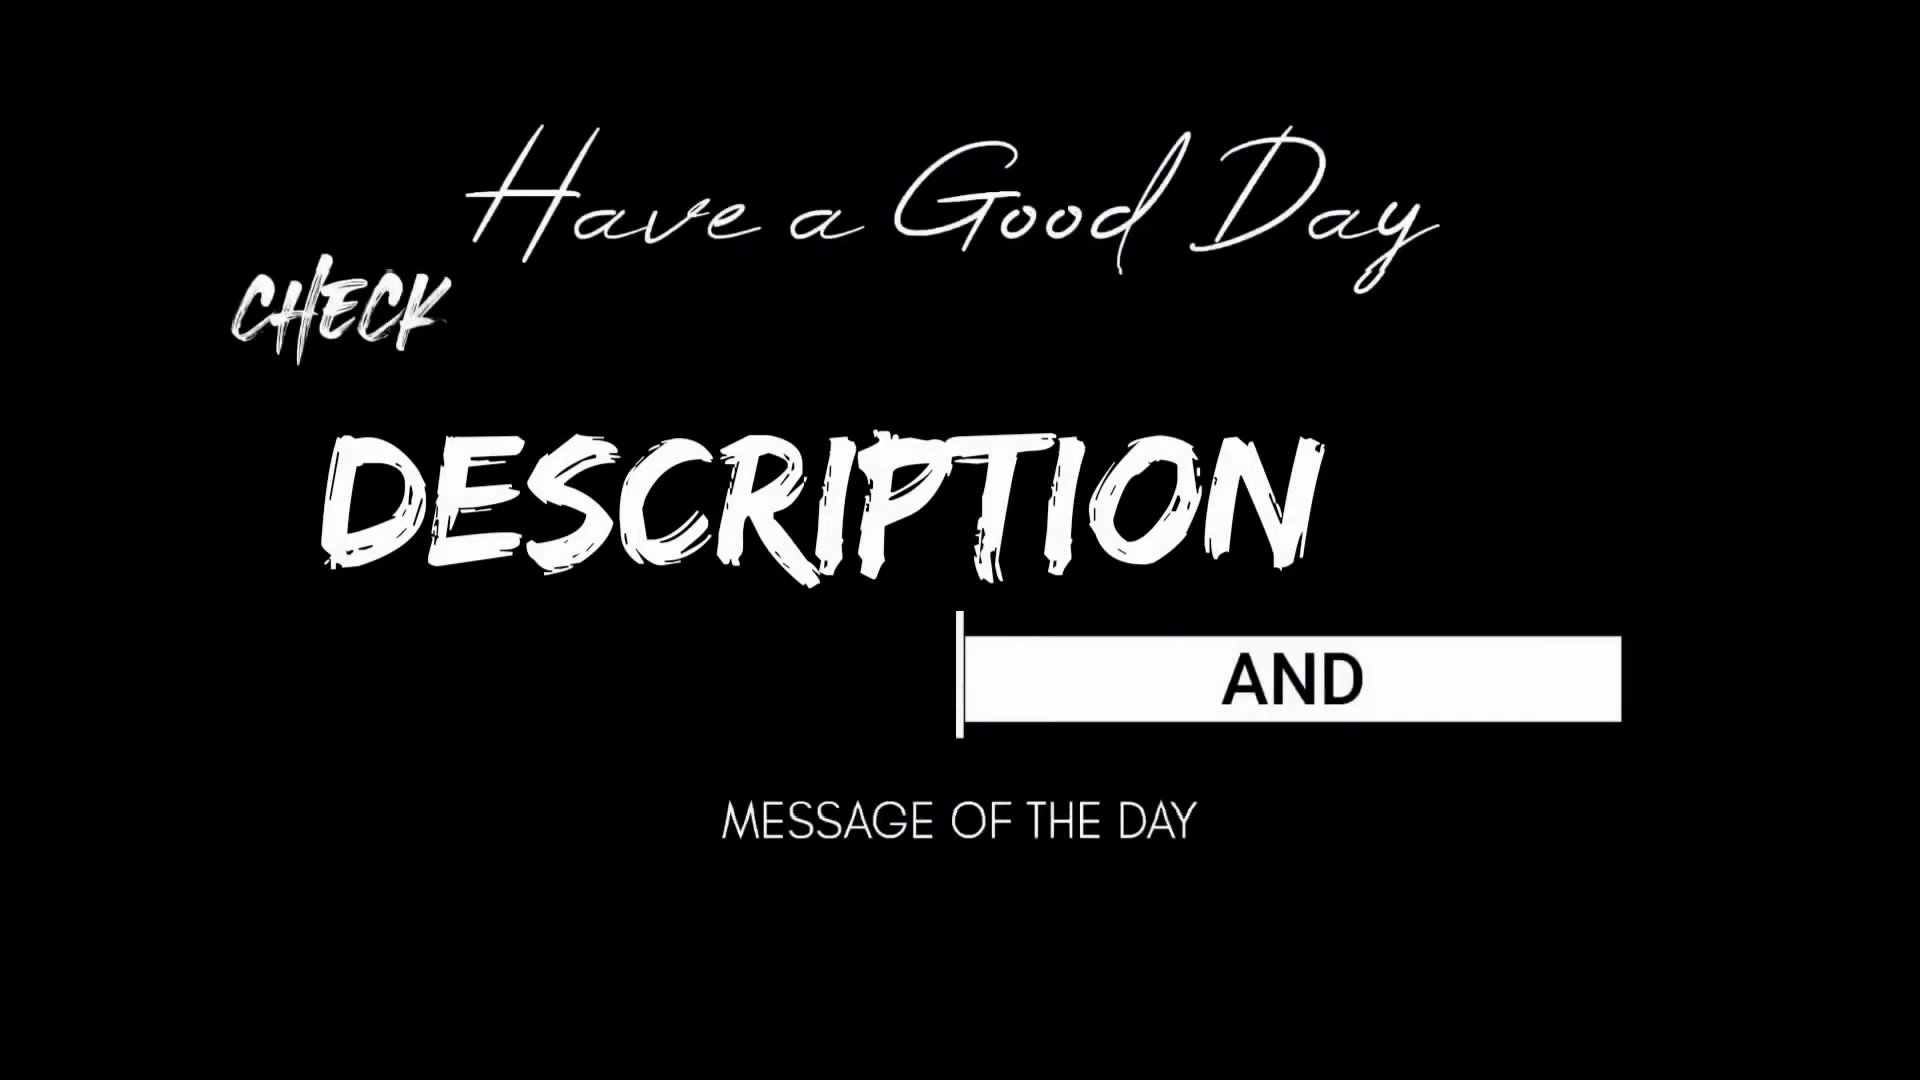 Have a Good Day
CHECK
DESCRIPTION
AND
MESSAGE OF THE DAY